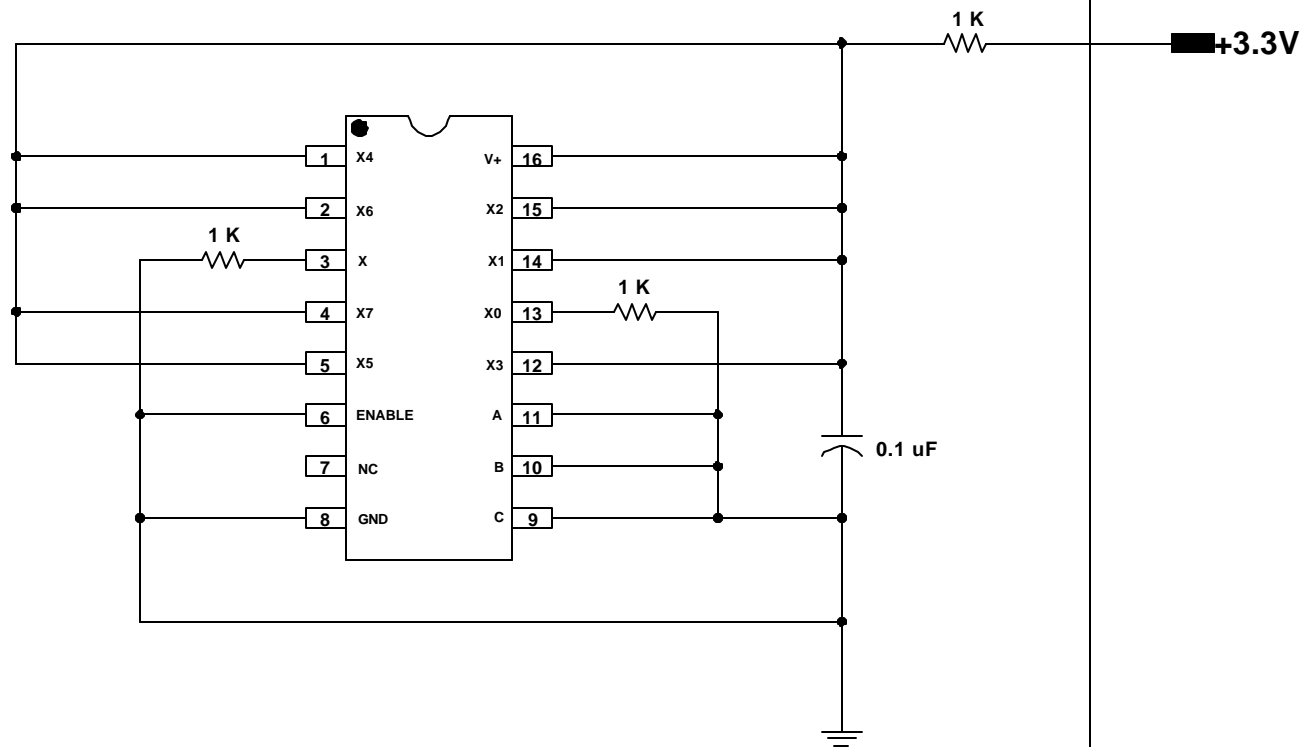 1 K
+3.3V
1 X4 V+ 16
2 X6 X2 15
1 K
3 X X1 14
1 K
4 X7 X0 13
5 X5 X3 12
6 ENABLE A 11
0.1 uF
7 NC B 10
8 GND C 9